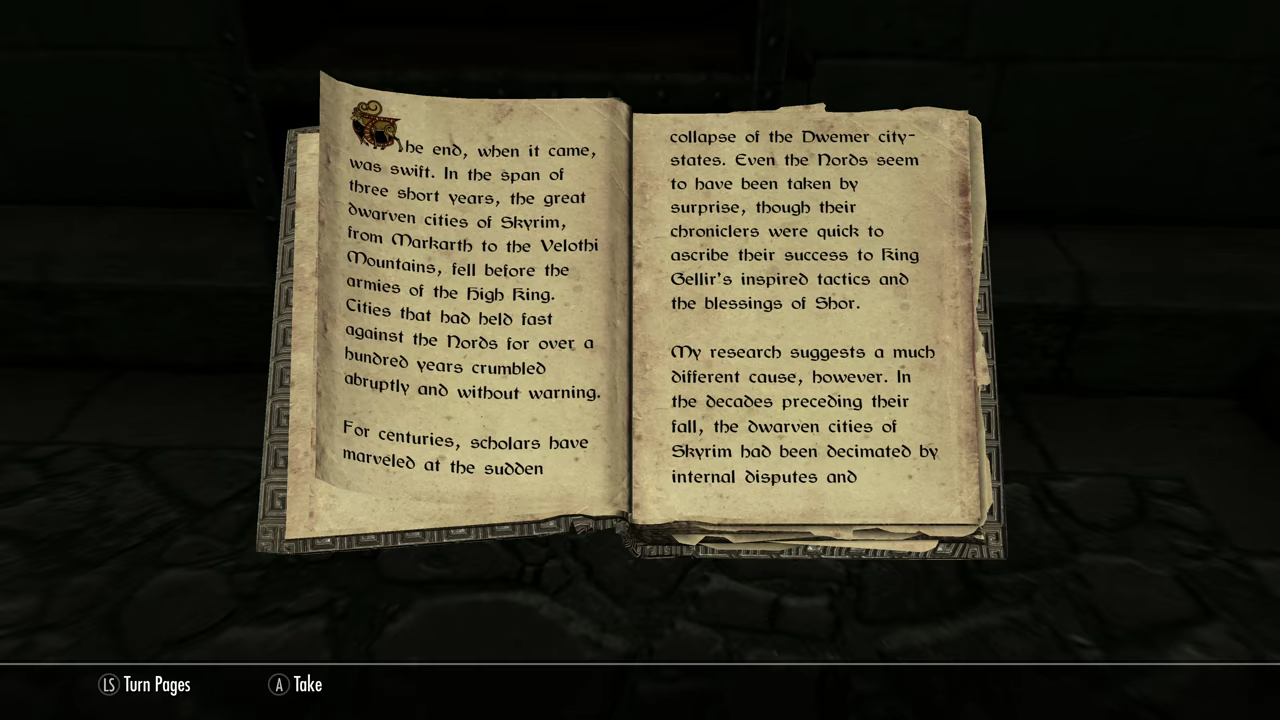 The end, when it came,
was swift. In the span of
three short years, the great
dwarven cities of Skyrim,
from Markarth to the Velothi
Mountains, fell before the
armies of the High King.
Cities that had held fast
against the Nords for over a
hundred years crumbled
abruptly and without warning.
For centuries, scholars have
marveled at the sudden
collapse of the Dwemer city-
states. Even the Nords seem
to have been taken by
surprise, though their
chroniclers were quick to
ascribe their success to King
Gellir's inspired tactics and
the blessings of Shor.
My research suggests a much
different cause, however. In
the decades preceding their
fall, the dwarven cities of
Skyrim had been decimated by
internal disputes and
LS Turn Pages
A Take